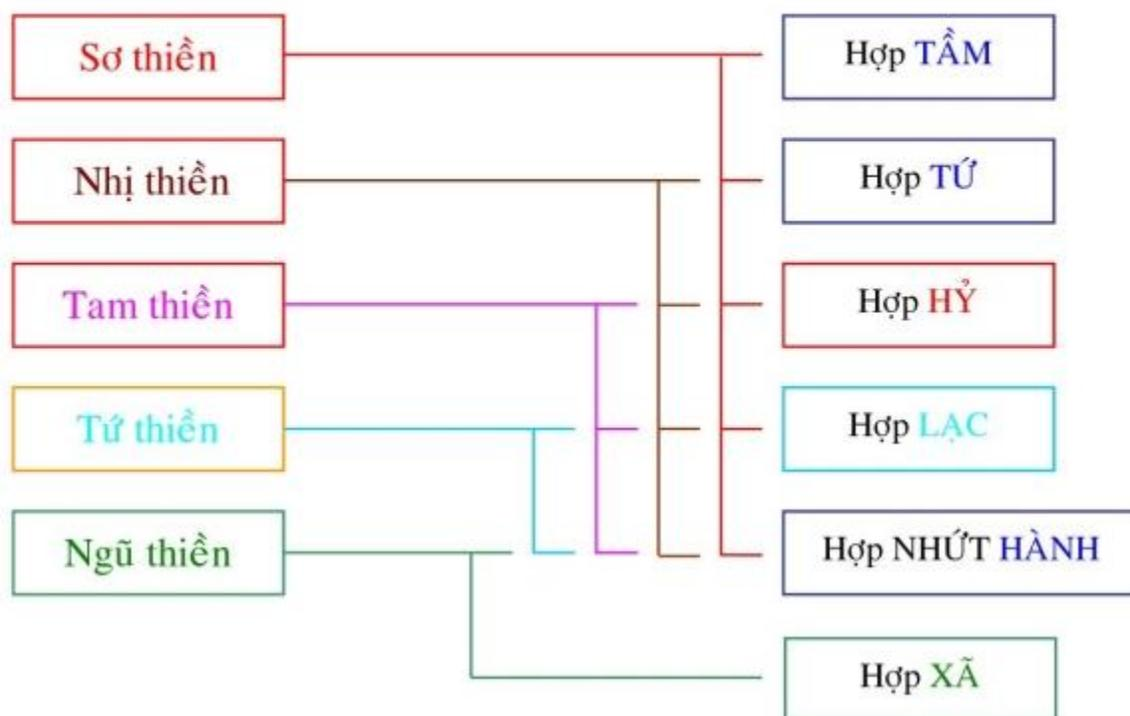 Sơ thiền
Hợp TẦM
Nhị thiền
Hợp TỨ
Tam thiền
Hợp HỶ
Tứ thiền
Hợp LẠC
Ngũ thiền
Hợp NHỨT HÀNH
Hợp XÃ